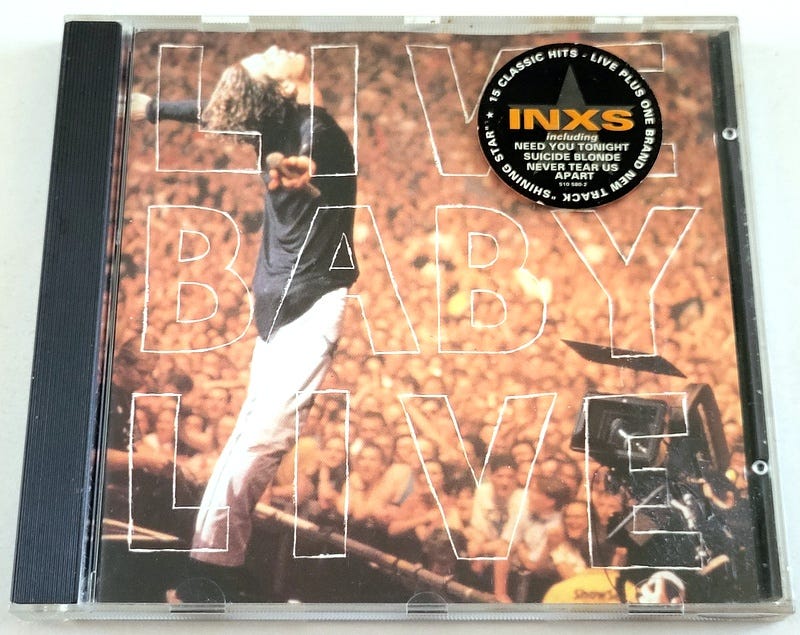 LIVE
BABY
LIVE
★ 15 CLASSIC HITS - LIVE PLUS ONE BRAND NEW TRACK "SHINING STAR"
INXS
including
NEED YOU TONIGHT
SUICIDE BLONDE
NEVER TEAR US
APART
510 580-2